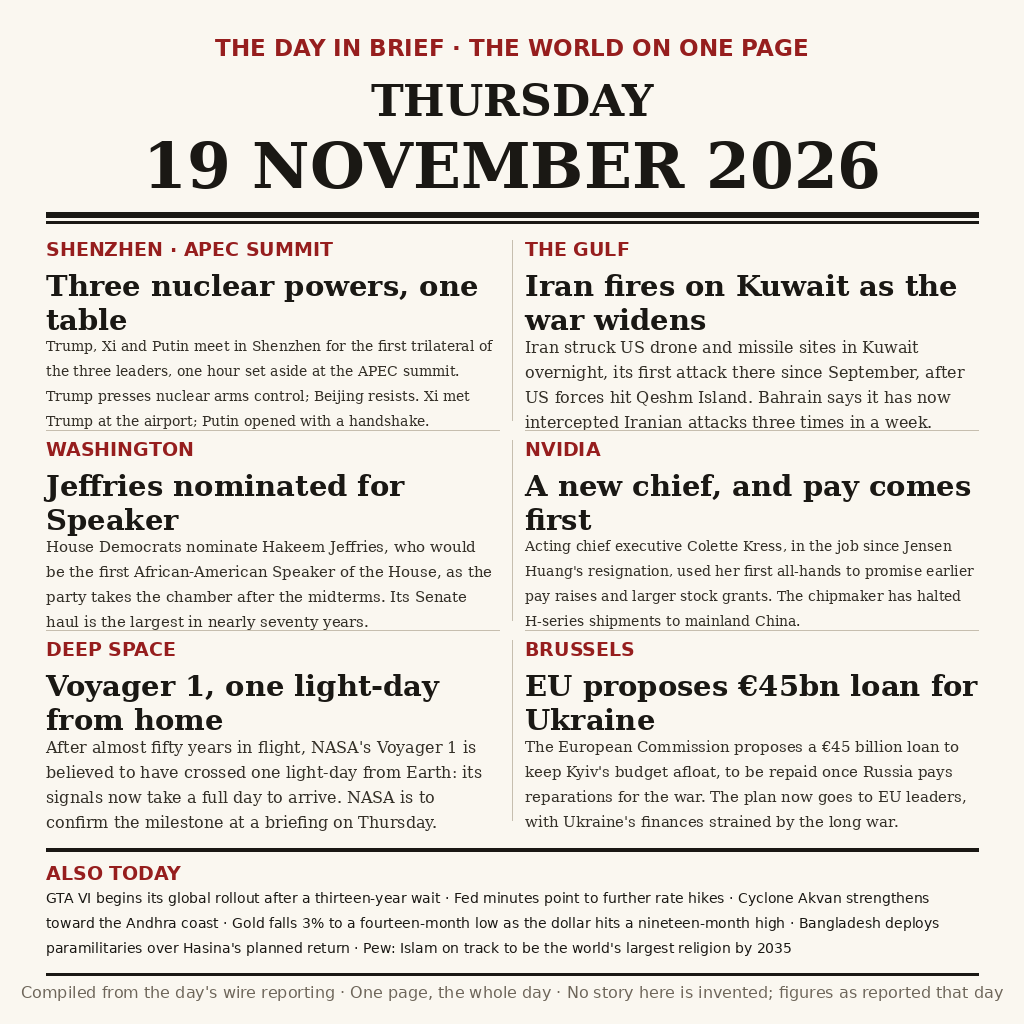 THE DAY IN BRIEF · THE WORLD ON ONE PAGE
THURSDAY
19 NOVEMBER 2026
SHENZHEN · APEC SUMMIT
Three nuclear powers, one
table
Trump, Xi and Putin meet in Shenzhen for the first trilateral of
the three leaders, one hour set aside at the APEC summit.
Trump presses nuclear arms control; Beijing resists. Xi met
Trump at the airport; Putin opened with a handshake.
THE GULF
Iran fires on Kuwait as the
war widens
Iran struck US drone and missile sites in Kuwait
overnight, its first attack there since September, after
US forces hit Qeshm Island. Bahrain says it has now
intercepted Iranian attacks three times in a week.
WASHINGTON
Jeffries nominated for
Speaker
House Democrats nominate Hakeem Jeffries, who would
be the first African-American Speaker of the House, as the
party takes the chamber after the midterms. Its Senate
haul is the largest in nearly seventy years.
NVIDIA
A new chief, and pay comes
first
Acting chief executive Colette Kress, in the job since Jensen
Huang's resignation, used her first all-hands to promise earlier
pay raises and larger stock grants. The chipmaker has halted
H-series shipments to mainland China.
DEEP SPACE
Voyager 1, one light-day
from home
After almost fifty years in flight, NASA's Voyager 1 is
believed to have crossed one light-day from Earth: its
signals now take a full day to arrive. NASA is to
confirm the milestone at a briefing on Thursday.
BRUSSELS
EU proposes €45bn loan for
Ukraine
The European Commission proposes a €45 billion loan to
keep Kyiv's budget afloat, to be repaid once Russia pays
reparations for the war. The plan now goes to EU leaders,
with Ukraine's finances strained by the long war.
ALSO TODAY
GTA VI begins its global rollout after a thirteen-year wait · Fed minutes point to further rate hikes · Cyclone Akvan strengthens
toward the Andhra coast · Gold falls 3% to a fourteen-month low as the dollar hits a nineteen-month high · Bangladesh deploys
paramilitaries over Hasina's planned return · Pew: Islam on track to be the world's largest religion by 2035
Compiled from the day's wire reporting · One page, the whole day · No story here is invented; figures as reported that day